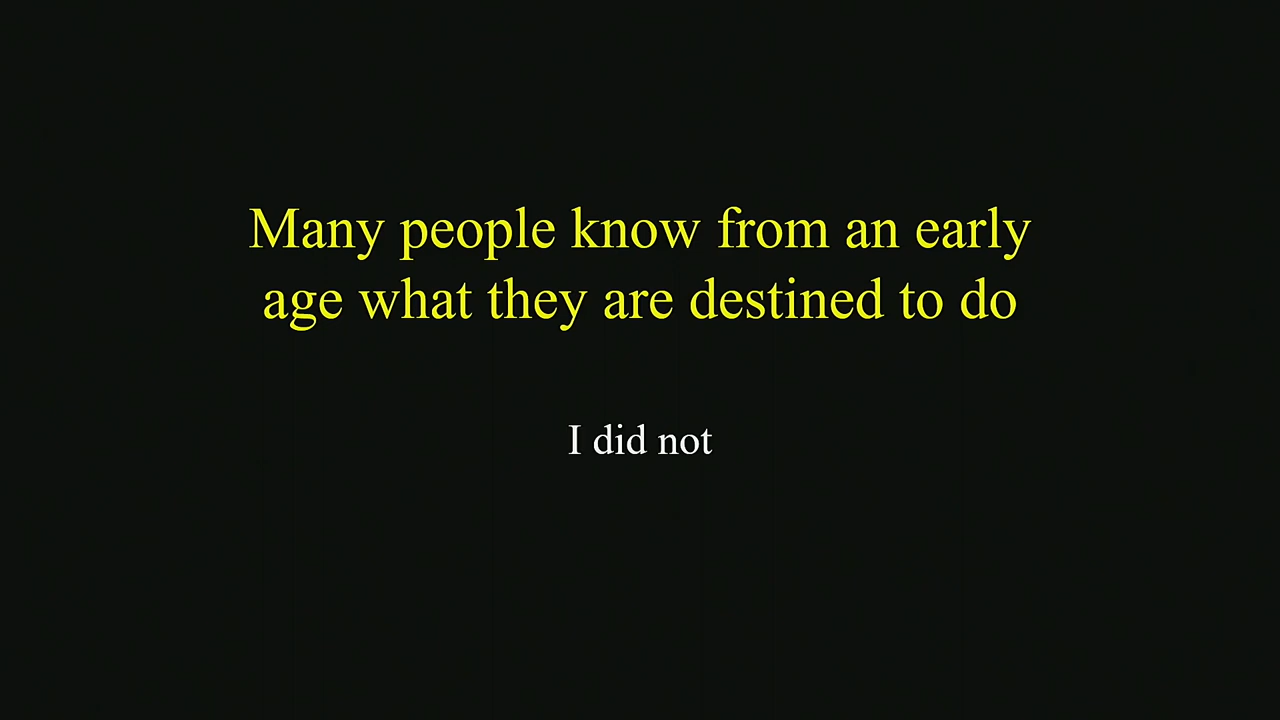 Many people know from an early
age what they are destined to do
I did not